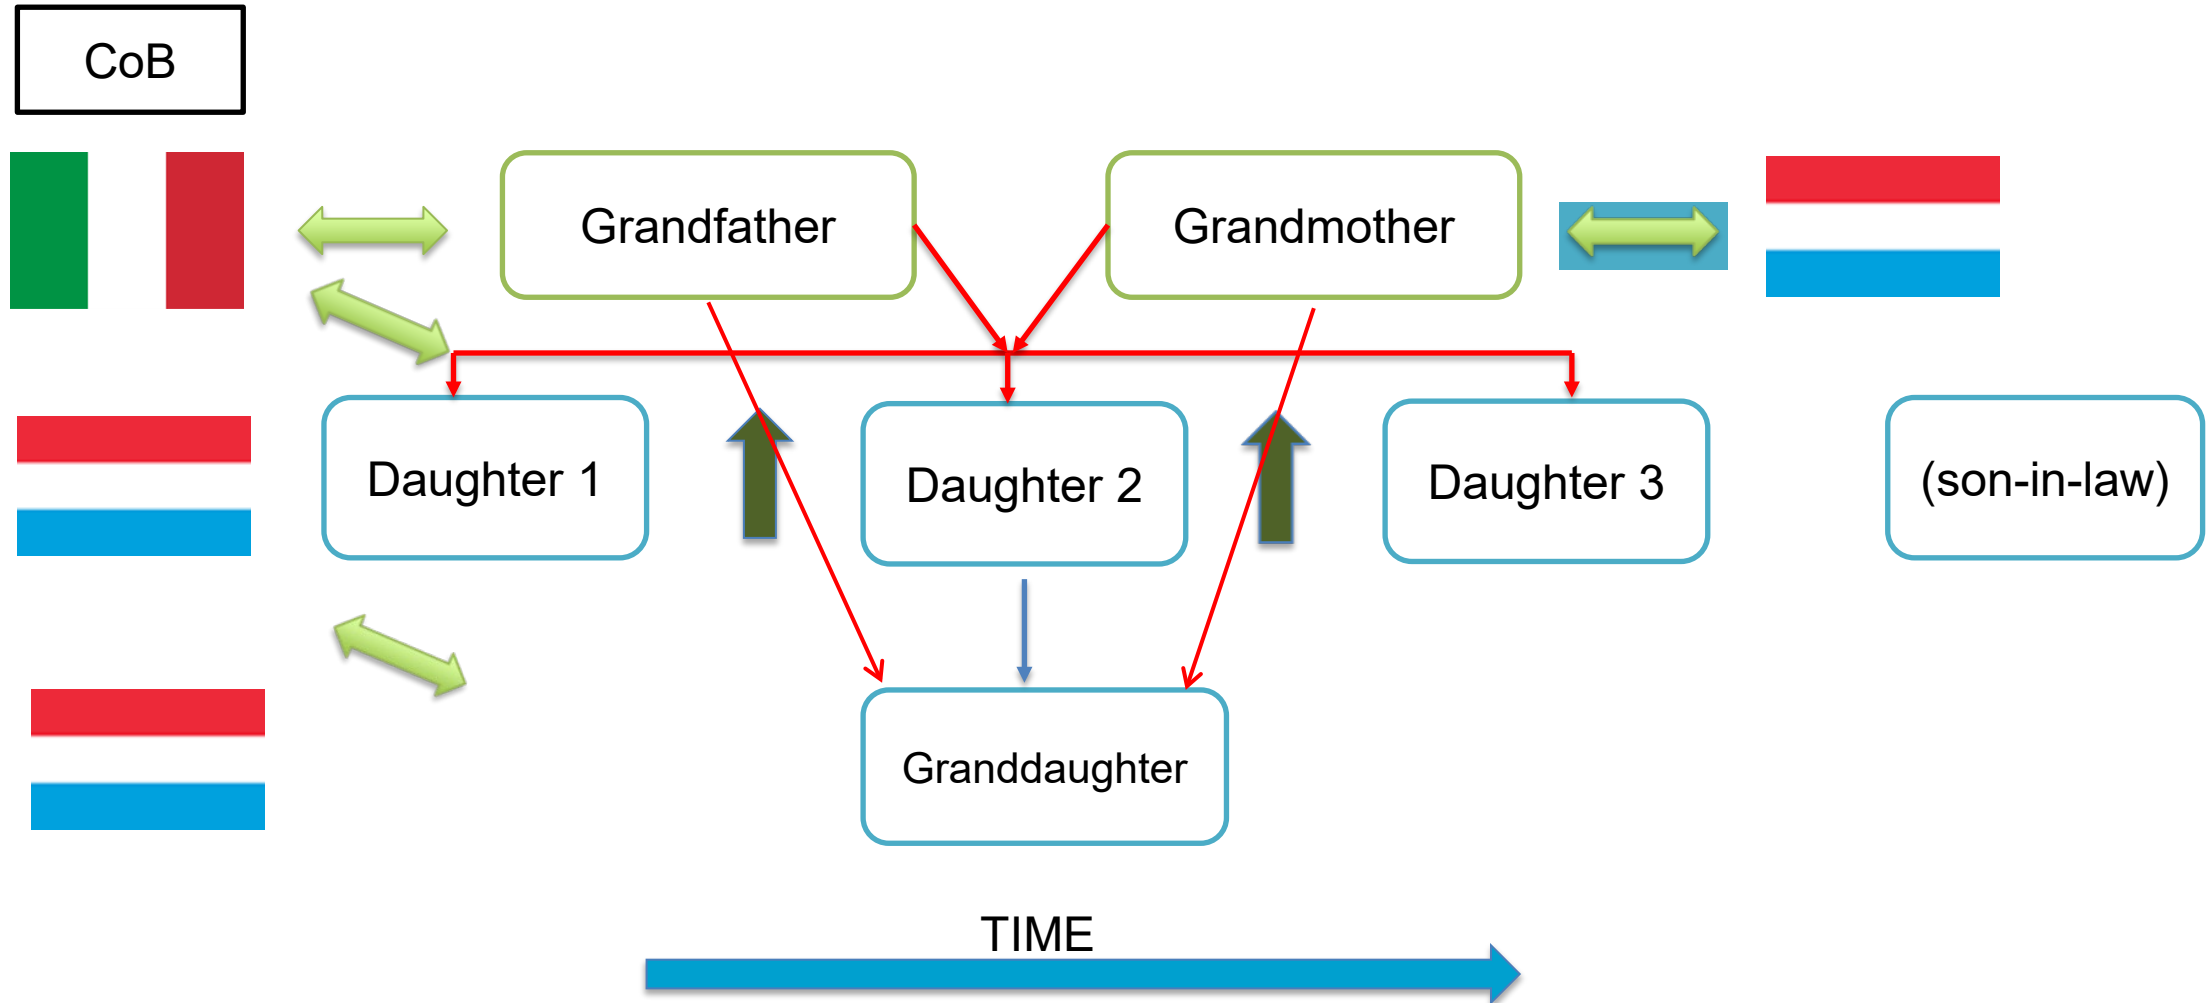 CoB
Grandfather
Grandmother
Daughter 1
Daughter 2
Daughter 3
(son-in-law)
Granddaughter
TIME